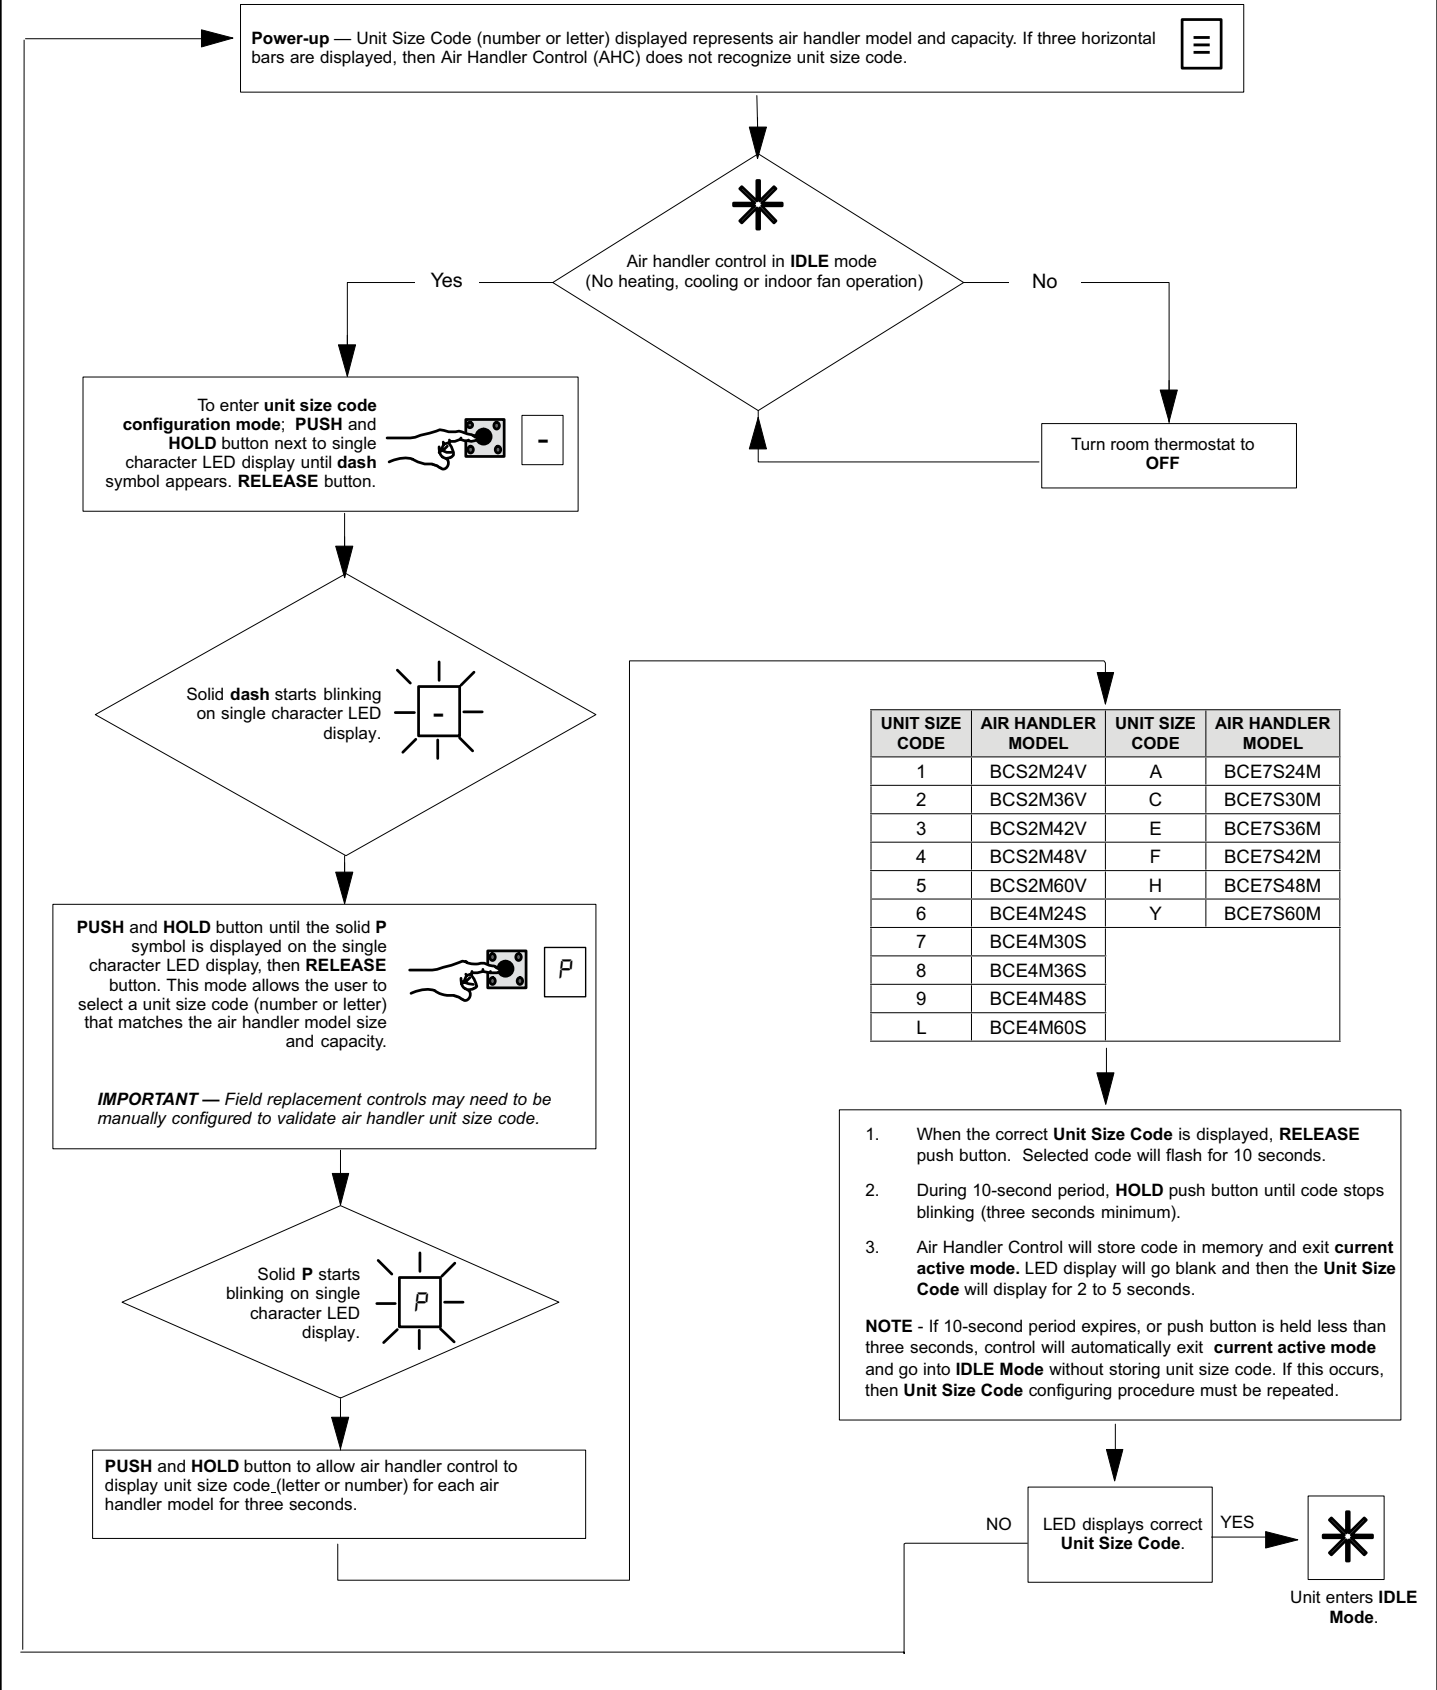 Power-up — Unit Size Code (number or letter) displayed represents air handler model and capacity. If three horizontal
bars are displayed, then Air Handler Control (AHC) does not recognize unit size code.
Air handler control in IDLE mode
(No heating, cooling or indoor fan operation)
Yes
No
To enter unit size code
configuration mode; PUSH and
HOLD button next to single
character LED display until dash
symbol appears. RELEASE button.
-
Turn room thermostat to
OFF
Solid dash starts blinking
on single character LED
display.
-
PUSH and HOLD button until the solid P
symbol is displayed on the single
character LED display, then RELEASE
button. This mode allows the user to
select a unit size code (number or letter)
that matches the air handler model size
and capacity.
P
IMPORTANT — Field replacement controls may need to be
manually configured to validate air handler unit size code.
Solid P starts
blinking on single
character LED
display.
P
PUSH and HOLD button to allow air handler control to
display unit size code (letter or number) for each air
handler model for three seconds.
UNIT SIZE CODE AIR HANDLER MODEL UNIT SIZE CODE AIR HANDLER MODEL
1 BCS2M24V A BCE7S24M
2 BCS2M36V C BCE7S30M
3 BCS2M42V E BCE7S36M
4 BCS2M48V F BCE7S42M
5 BCS2M60V H BCE7S48M
6 BCE4M24S Y BCE7S60M
7 BCE4M30S
8 BCE4M36S
9 BCE4M48S
L BCE4M60S
1. When the correct Unit Size Code is displayed, RELEASE
push button. Selected code will flash for 10 seconds.
2. During 10-second period, HOLD push button until code stops
blinking (three seconds minimum).
3. Air Handler Control will store code in memory and exit current
active mode. LED display will go blank and then the Unit Size
Code will display for 2 to 5 seconds.
NOTE - If 10-second period expires, or push button is held less than
three seconds, control will automatically exit current active mode
and go into IDLE Mode without storing unit size code. If this occurs,
then Unit Size Code configuring procedure must be repeated.
NO
LED displays correct
Unit Size Code.
YES
Unit enters IDLE
Mode.